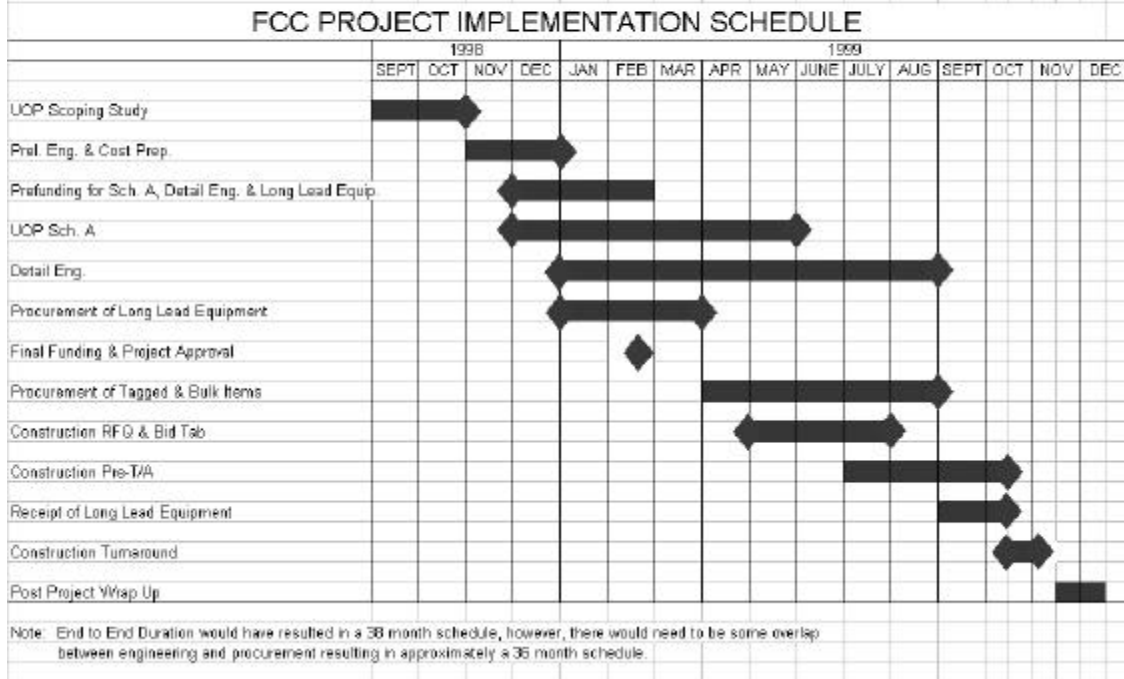 FCC PROJECT IMPLEMENTATION SCHEDULE
1998 1999
SEPT OCT NOV DEC JAN FEB MAR APR MAY JUNE JULY AUG SEPT OCT NOV DEC
UOP Scoping Study
Prel. Eng. & Cost Prep.
Prefunding for Sch. A, Detail Eng. & Long Lead Equip.
UOP Sch. A
Detail Eng.
Procurement of Long Lead Equipment
Final Funding & Project Approval
Procurement of Tagged & Bulk Items
Construction RFQ & Bid Tab
Construction Pre-T/A
Receipt of Long Lead Equipment
Construction Turnaround
Post Project Wrap Up
Note: End to End Duration would have resulted in a 38 month schedule, however, there would need to be some overlap
between engineering and procurement resulting in approximately a 36 month schedule.